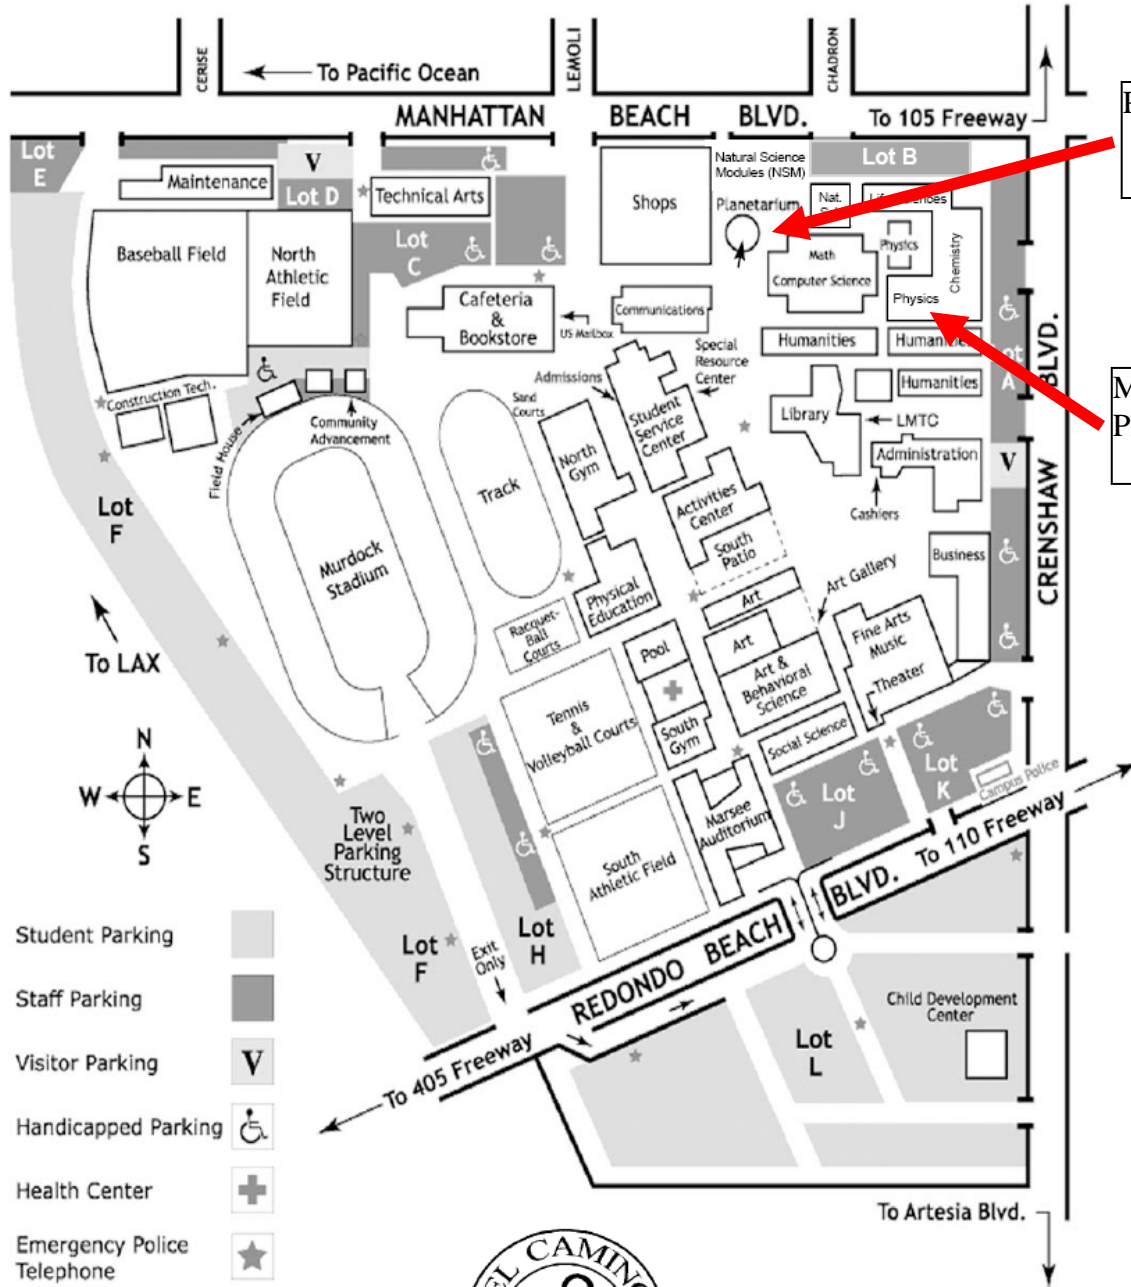 CERISE
To Pacific Ocean
LEMOLI
CHADRON
MANHATTAN BEACH BLVD.
To 105 Freeway
Lot
E
V
Lot D
Maintenance
Technical Arts
Shops
Natural Science
Modules (NSM)
Planetarium
Lot B
Nat.
Life Sciences
Physics
Chemistry
Math
Computer Science
Physics
Baseball Field
North
Athletic
Field
Lot
C
Cafeteria
&
Bookstore
US Mailbox
Communications
Humanities
Humanities
Lot
A
BLVD.
M
P
Special
Resource
Center
Admissions
Student
Service
Center
Humanities
Library
LMTC
Administration
V
Cashiers
Construction Tech.
Field House
Community
Advancement
Sand
Courts
North
Gym
Track
Activities
Center
South
Patio
Business
CRENSHAW
Lot
F
Murdock
Stadium
Physical
Education
Art
Art Gallery
Racquet-
Ball
Courts
Pool
Art
Art &
Behavioral
Science
Fine Arts
Music
Theater
To LAX
Tennis
&
Volleyball Courts
South
Gym
Social Science
N
W E
S
Two
Level
Parking
Structure
Marsee
Auditorium
Lot
J
Lot
K
Campus Police
South
Athletic Field
To 110 Freeway
BLVD.
Student Parking
Lot
F
Exit
Only
Lot
H
REDONDO BEACH
Staff Parking
Child Development
Center
Visitor Parking
V
To 405 Freeway
Lot
L
Handicapped Parking
Health Center
To Artesia Blvd.
Emergency Police
Telephone
EL CAMINO